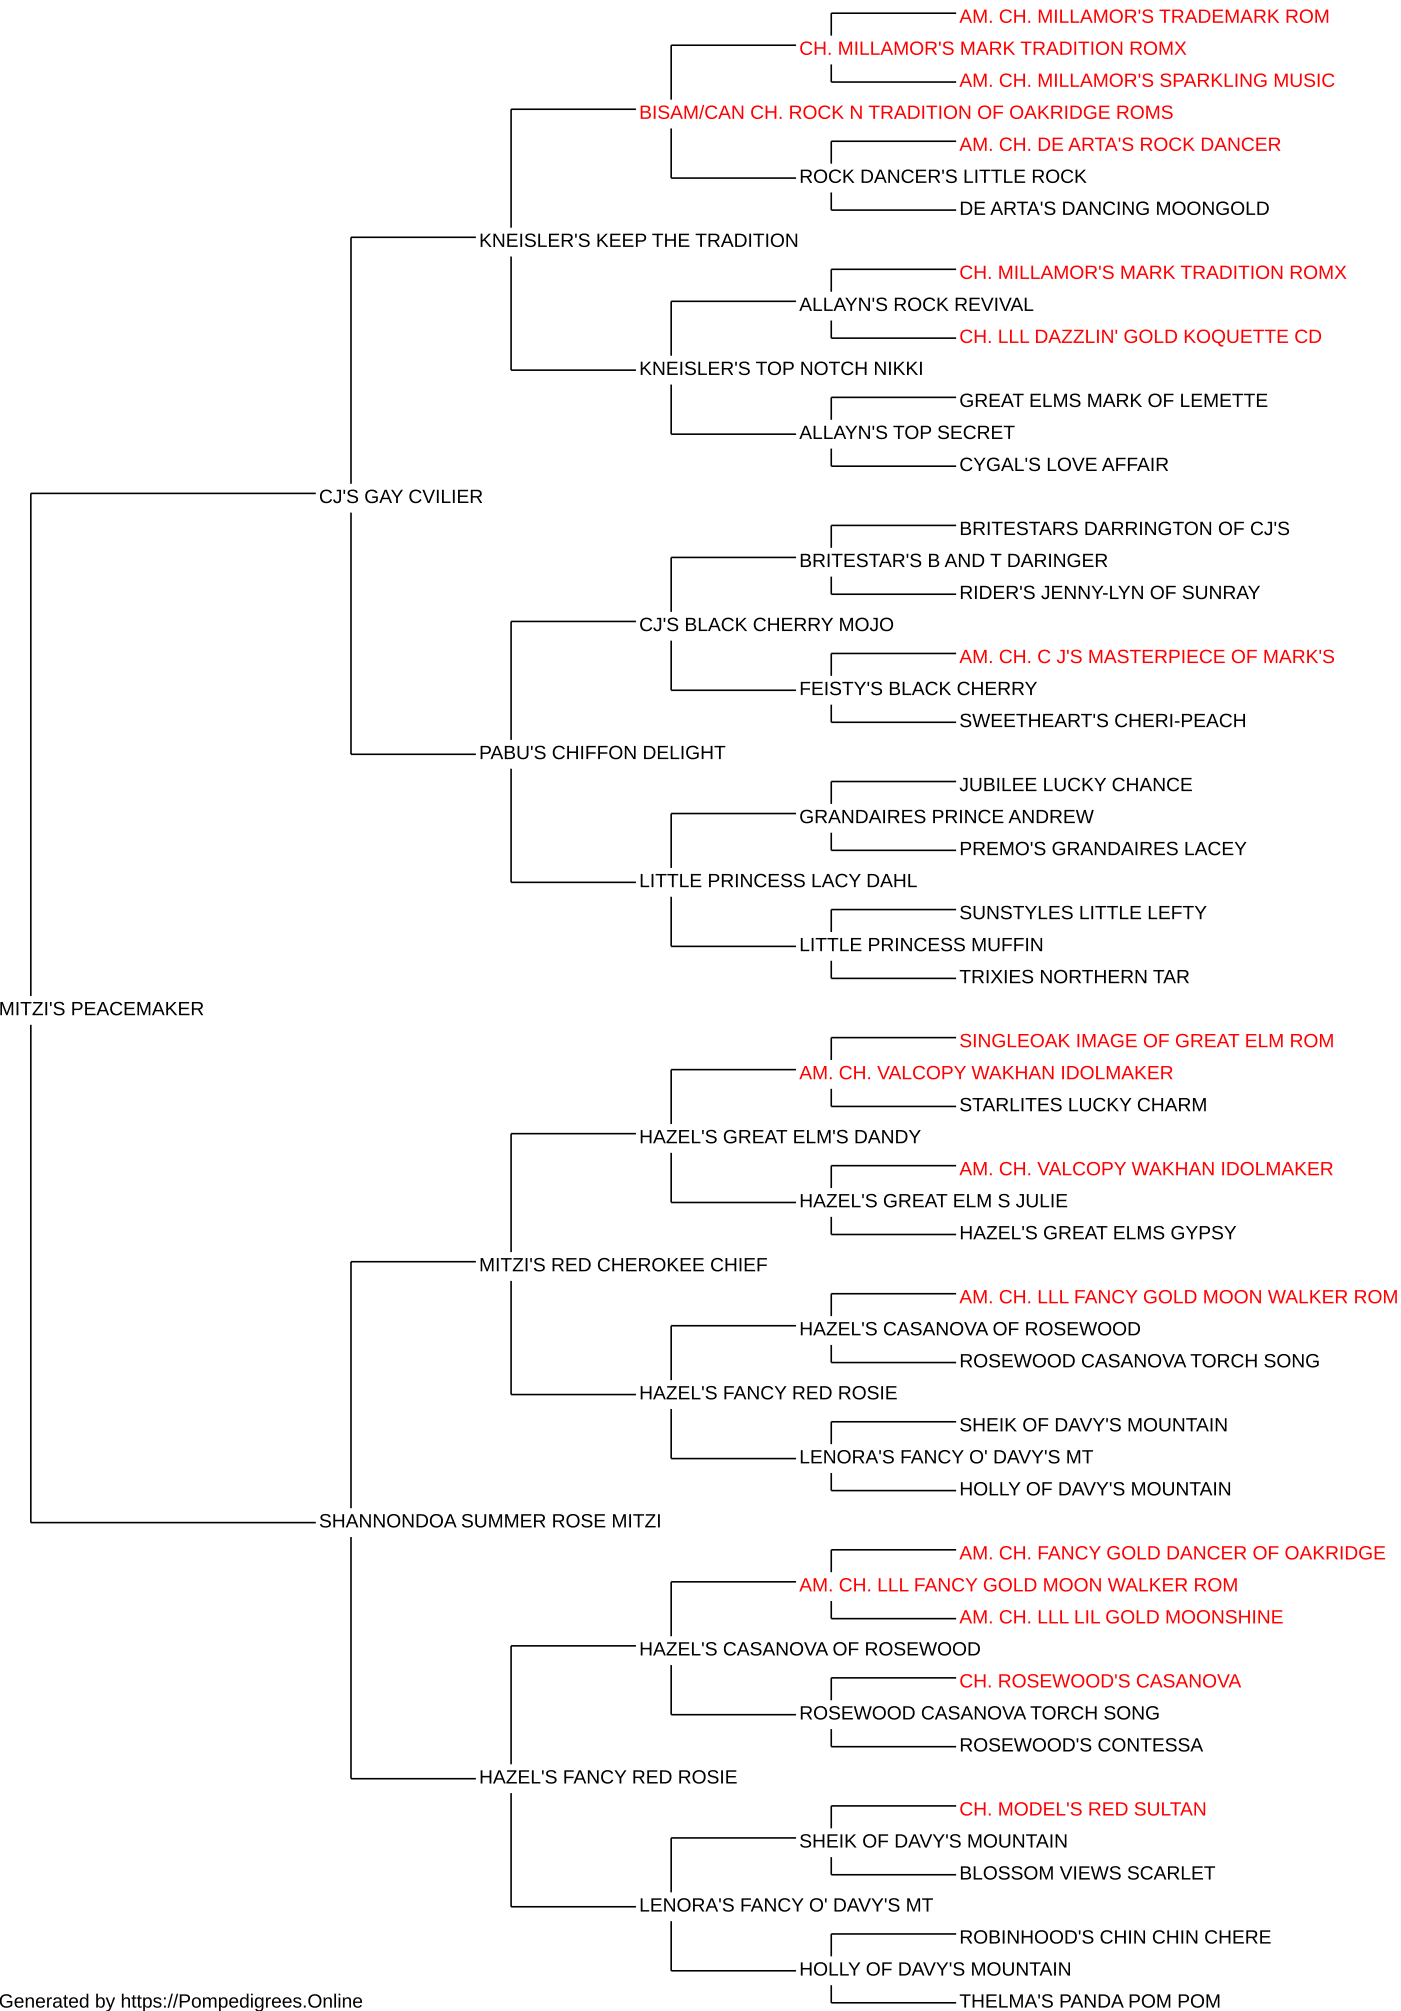 AM. CH. MILLAMOR'S TRADEMARK ROM
CH. MILLAMOR'S MARK TRADITION ROMX
AM. CH. MILLAMOR'S SPARKLING MUSIC
BISAM/CAN CH. ROCK N TRADITION OF OAKRIDGE ROMS
AM. CH. DE ARTA'S ROCK DANCER
ROCK DANCER'S LITTLE ROCK
DE ARTA'S DANCING MOONGOLD
KNEISLER'S KEEP THE TRADITION
CH. MILLAMOR'S MARK TRADITION ROMX
ALLAYN'S ROCK REVIVAL
CH. LLL DAZZLIN' GOLD KOQUETTE CD
KNEISLER'S TOP NOTCH NIKKI
GREAT ELMS MARK OF LEMETTE
ALLAYN'S TOP SECRET
CYGAL'S LOVE AFFAIR
CJ'S GAY CVILIER
BRITESTARS DARRINGTON OF CJ'S
BRITESTAR'S B AND T DARINGER
RIDER'S JENNY-LYN OF SUNRAY
CJ'S BLACK CHERRY MOJO
AM. CH. C J'S MASTERPIECE OF MARK'S
FEISTY'S BLACK CHERRY
SWEETHEART'S CHERI-PEACH
PABU'S CHIFFON DELIGHT
JUBILEE LUCKY CHANCE
GRANDAIRES PRINCE ANDREW
PREMO'S GRANDAIRES LACEY
LITTLE PRINCESS LACY DAHL
SUNSTYLES LITTLE LEFTY
LITTLE PRINCESS MUFFIN
TRIXIES NORTHERN TAR
MITZI'S PEACEMAKER
SINGLEOAK IMAGE OF GREAT ELM ROM
AM. CH. VALCOPY WAKHAN IDOLMAKER
STARLITES LUCKY CHARM
HAZEL'S GREAT ELM'S DANDY
AM. CH. VALCOPY WAKHAN IDOLMAKER
HAZEL'S GREAT ELM S JULIE
HAZEL'S GREAT ELMS GYPSY
MITZI'S RED CHEROKEE CHIEF
AM. CH. LLL FANCY GOLD MOON WALKER ROM
HAZEL'S CASANOVA OF ROSEWOOD
ROSEWOOD CASANOVA TORCH SONG
HAZEL'S FANCY RED ROSIE
SHEIK OF DAVY'S MOUNTAIN
LENORA'S FANCY O' DAVY'S MT
HOLLY OF DAVY'S MOUNTAIN
SHANNONDOA SUMMER ROSE MITZI
AM. CH. FANCY GOLD DANCER OF OAKRIDGE
AM. CH. LLL FANCY GOLD MOON WALKER ROM
AM. CH. LLL LIL GOLD MOONSHINE
HAZEL'S CASANOVA OF ROSEWOOD
CH. ROSEWOOD'S CASANOVA
ROSEWOOD CASANOVA TORCH SONG
ROSEWOOD'S CONTESSA
HAZEL'S FANCY RED ROSIE
CH. MODEL'S RED SULTAN
SHEIK OF DAVY'S MOUNTAIN
BLOSSOM VIEWS SCARLET
LENORA'S FANCY O' DAVY'S MT
ROBINHOOD'S CHIN CHIN CHERE
HOLLY OF DAVY'S MOUNTAIN
THELMA'S PANDA POM POM
Generated by https://Pompedigrees.Online